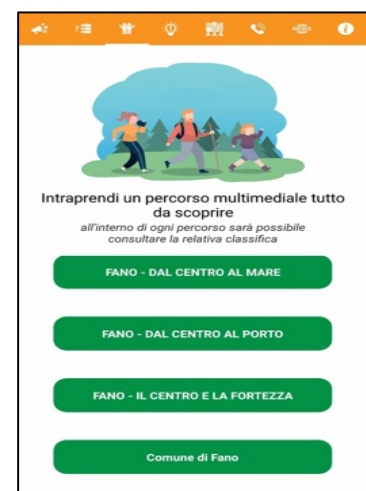 Intraprendi un percorso multimediale tutto
da scoprire
all'interno di ogni percorso sarà possibile
consultare la relativa classifica
FANO - DAL CENTRO AL MARE
FANO - DAL CENTRO AL PORTO
FANO - IL CENTRO E LA FORTEZZA
Comune di Fano